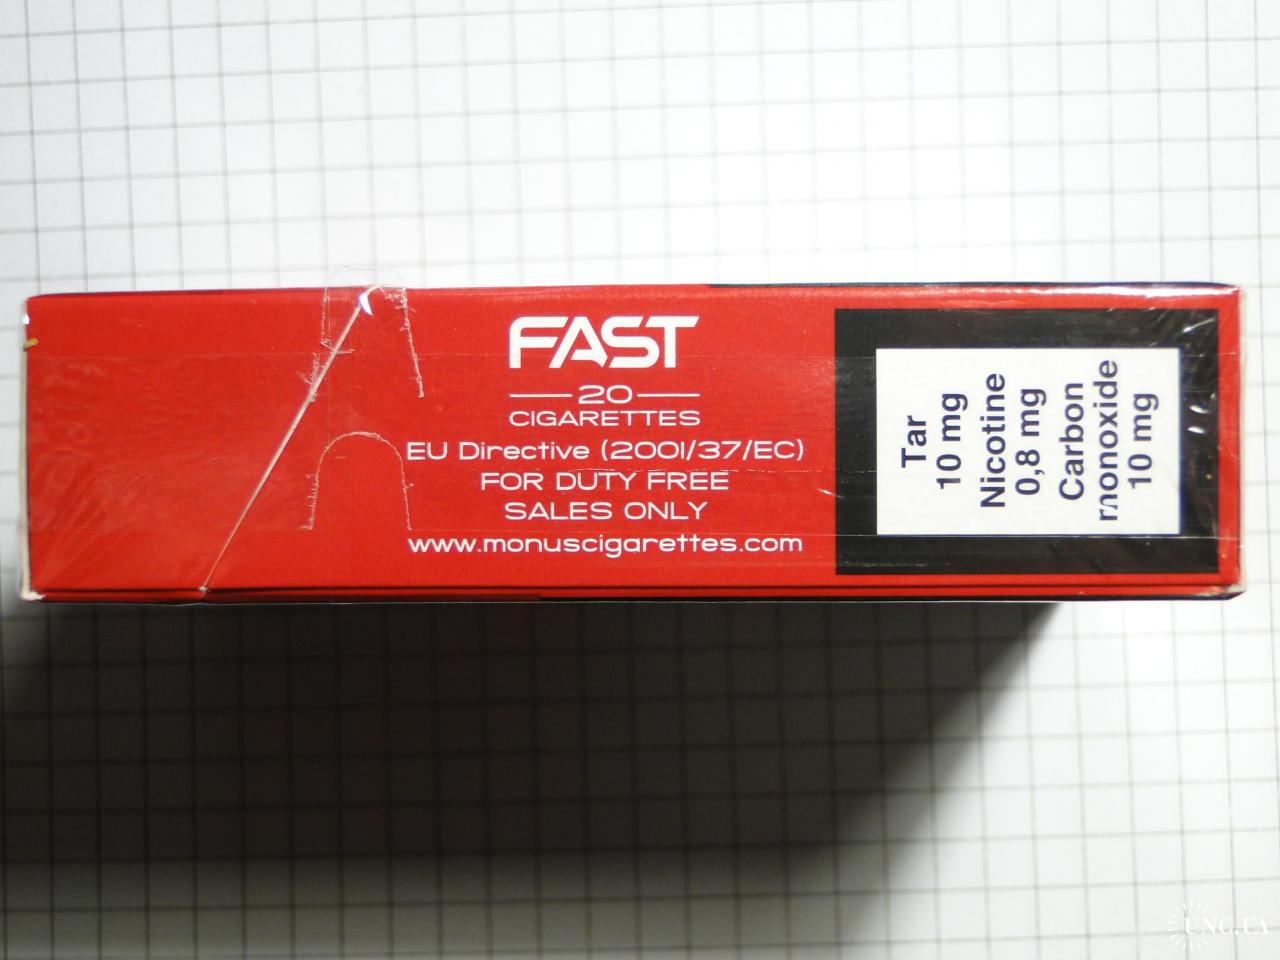 FAST
20
CIGARETTES
EU Directive (2001/37/EC)
FOR DUTY FREE
SALES ONLY
www.monuscigarettes.com
Tar
10 mg
Nicotine
0,8 mg
Carbon
monoxide
10 mg
UNC.UA